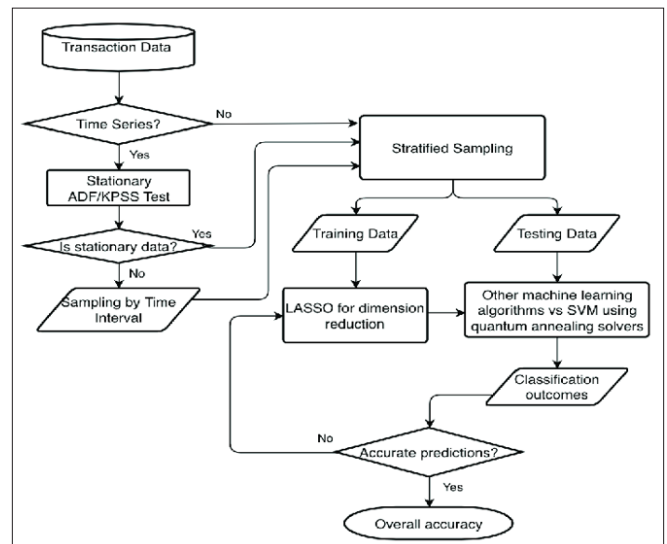 Transaction Data
Time Series?
No
Yes
Stationary
ADF/KPSS Test
Is stationary data?
Yes
No
Sampling by Time
Interval
Stratified Sampling
Training Data
Testing Data
LASSO for dimension
reduction
Other machine learning
algorithms vs SVM using
quantum annealing solvers
Classification
outcomes
Accurate predictions?
No
Yes
Overall accuracy